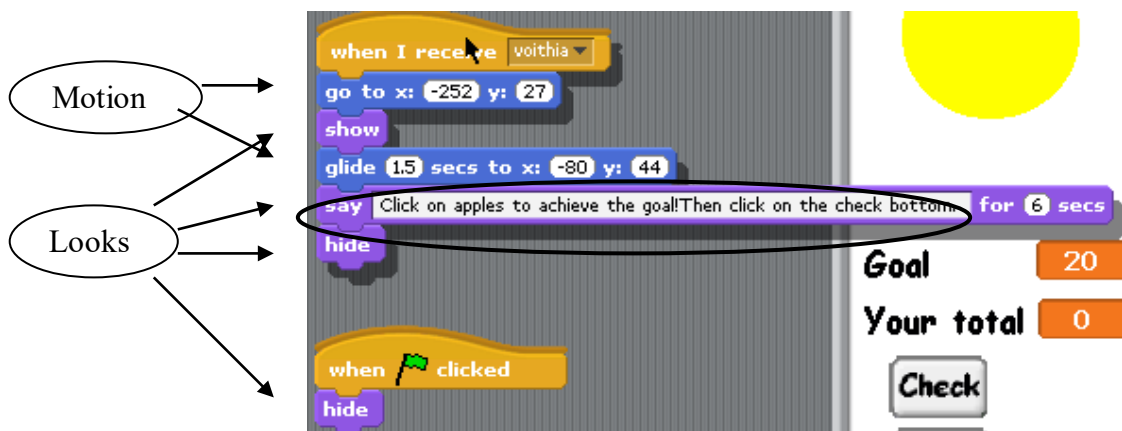 Motion
Looks
when I receive voithia
go to x: -252 y: 27
show
glide 1.5 secs to x: -80 y: 44
say Click on apples to achieve the goal!Then click on the check bottom. for 6 secs
hide
when clicked
hide
Goal 20
Your total 0
Check